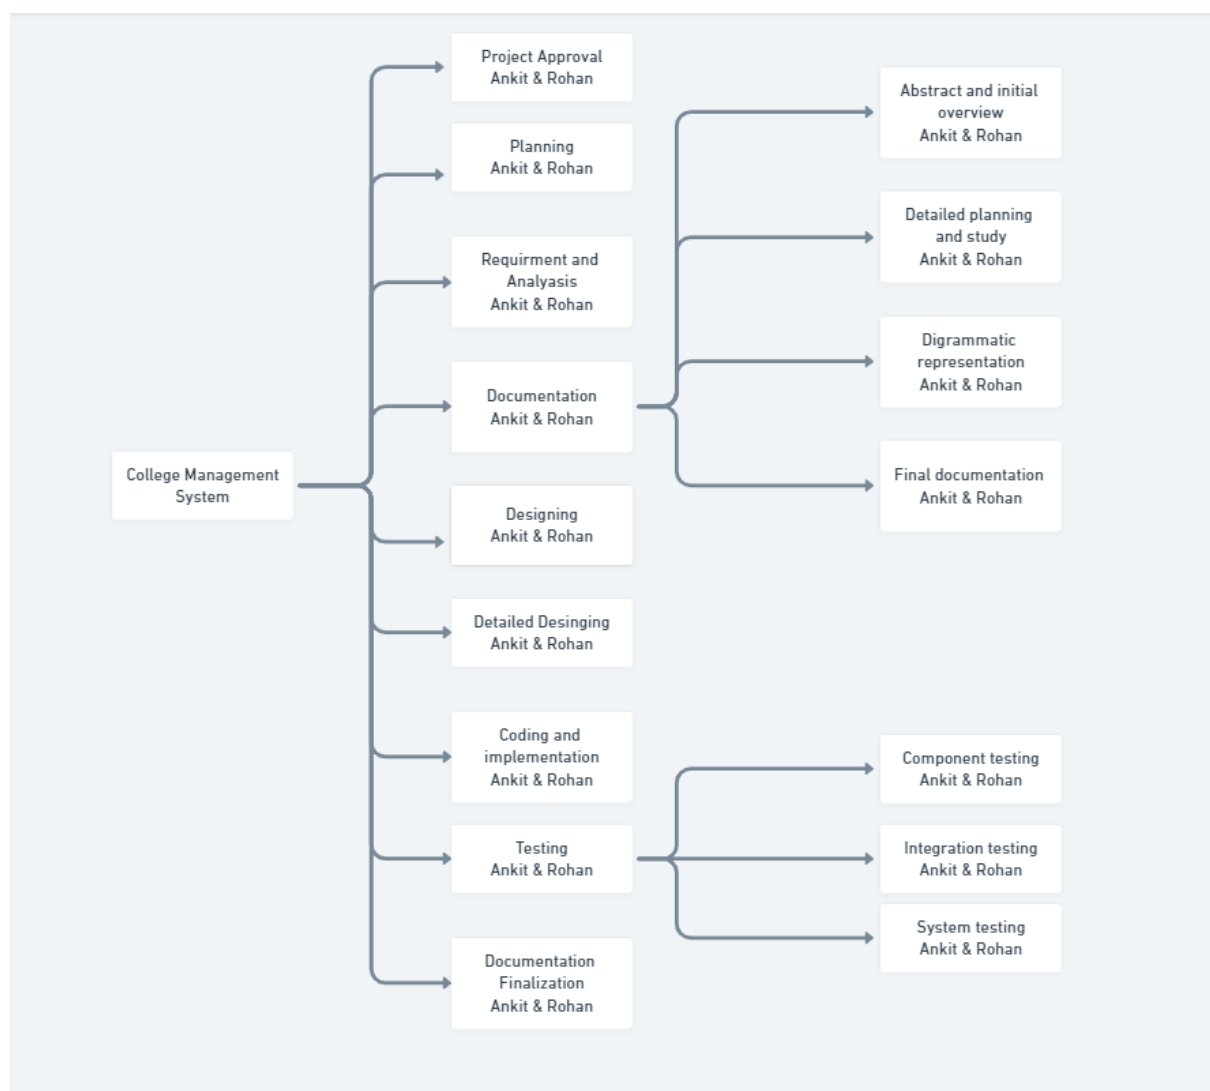 College Management
System
Project Approval
Ankit & Rohan
Planning
Ankit & Rohan
Requirment and
Analyasis
Ankit & Rohan
Documentation
Ankit & Rohan
Designing
Ankit & Rohan
Detailed Desinging
Ankit & Rohan
Coding and
implementation
Ankit & Rohan
Testing
Ankit & Rohan
Documentation
Finalization
Ankit & Rohan
Abstract and initial
overview
Ankit & Rohan
Detailed planning
and study
Ankit & Rohan
Digrammatic
representation
Ankit & Rohan
Final documentation
Ankit & Rohan
Component testing
Ankit & Rohan
Integration testing
Ankit & Rohan
System testing
Ankit & Rohan